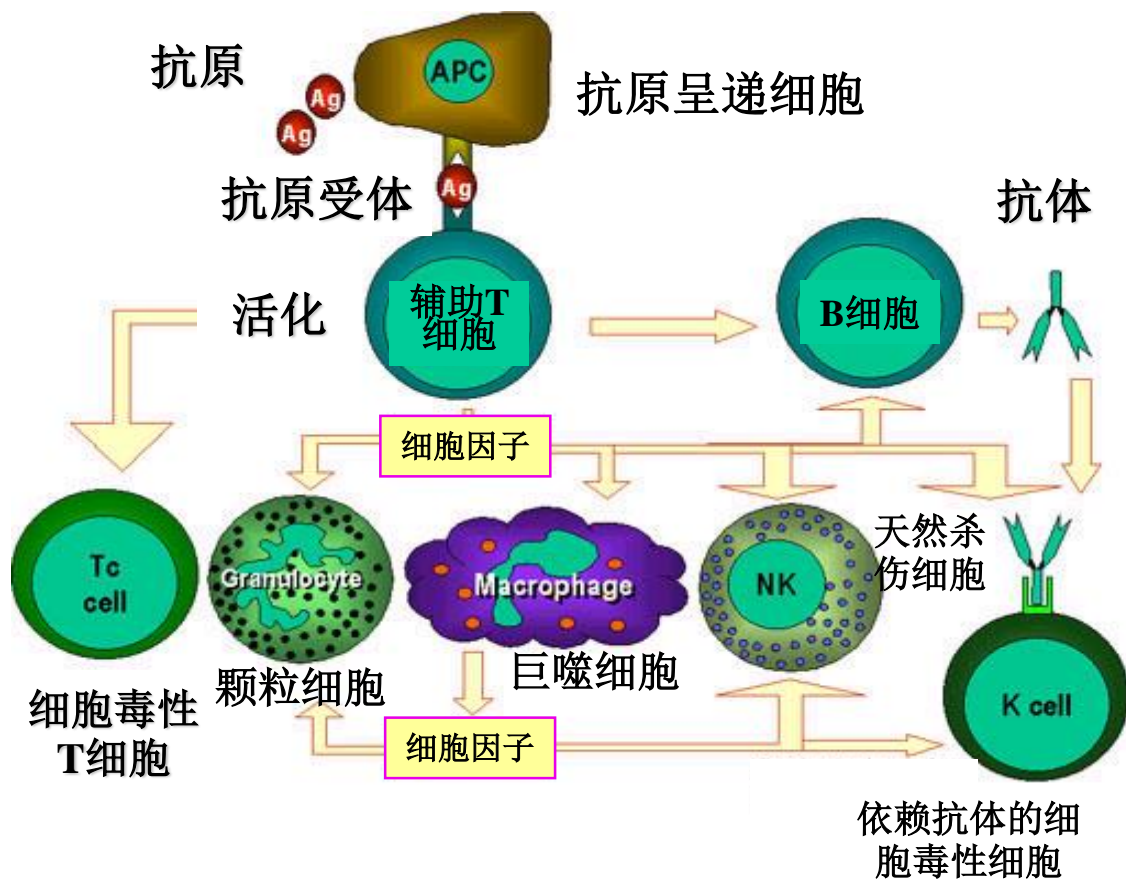 抗原
APC
Ag
Ag
抗原呈递细胞
抗原受体
Ag
抗体
活化
辅助T
细胞
B细胞
细胞因子
Tc
cell
Granulocyte
Macrophage
NK
天然杀
伤细胞
K cell
细胞毒性
T细胞
颗粒细胞
巨噬细胞
细胞因子
依赖抗体的细
胞毒性细胞